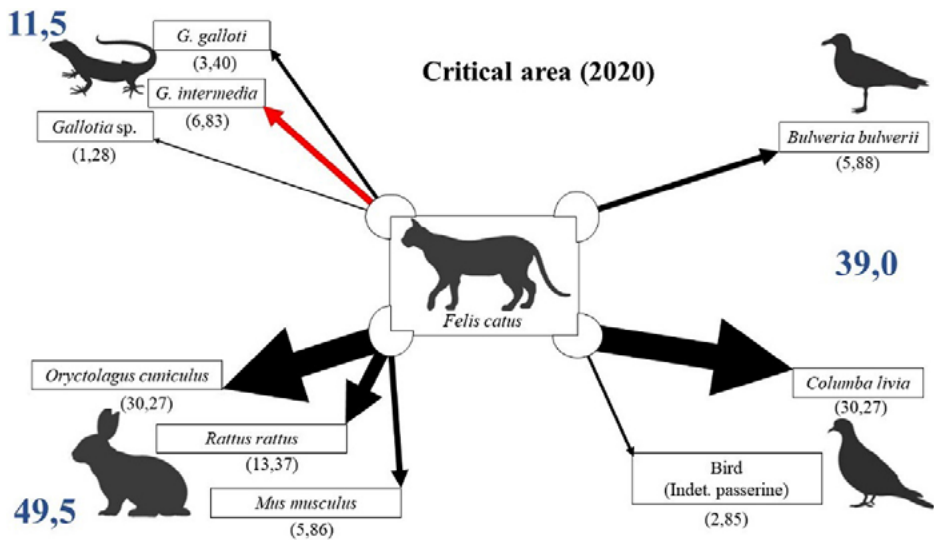 11,5
G. galloti
(3,40)
G. intermedia
(6,83)
Gallotia sp.
(1,28)
Critical area (2020)
Bulweria bulwerii
(5,88)
39,0
Felis catus
Oryctolagus cuniculus
(30,27)
Rattus rattus
(13,37)
Mus musculus
(5,86)
49,5
Columba livia
(30,27)
Bird
(Indet. passerine)
(2,85)